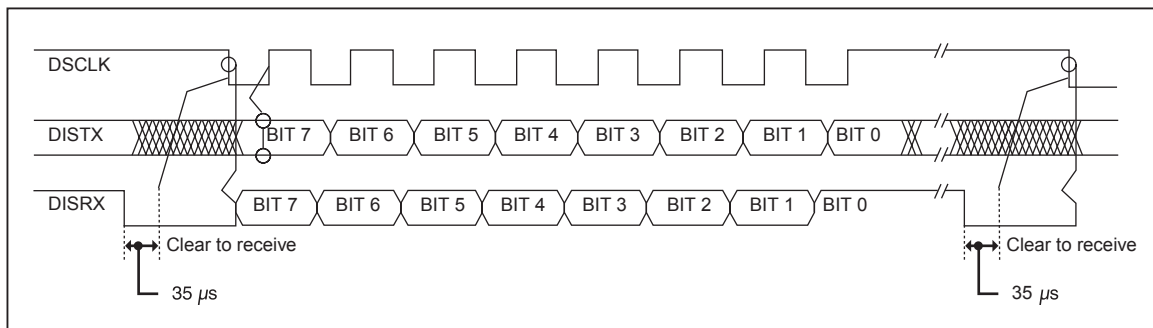 DSCLK
DISTX
BIT 7 BIT 6 BIT 5 BIT 4 BIT 3 BIT 2 BIT 1 BIT 0
DISRX
BIT 7 BIT 6 BIT 5 BIT 4 BIT 3 BIT 2 BIT 1 BIT 0
Clear to receive
Clear to receive
35 µs
35 µs